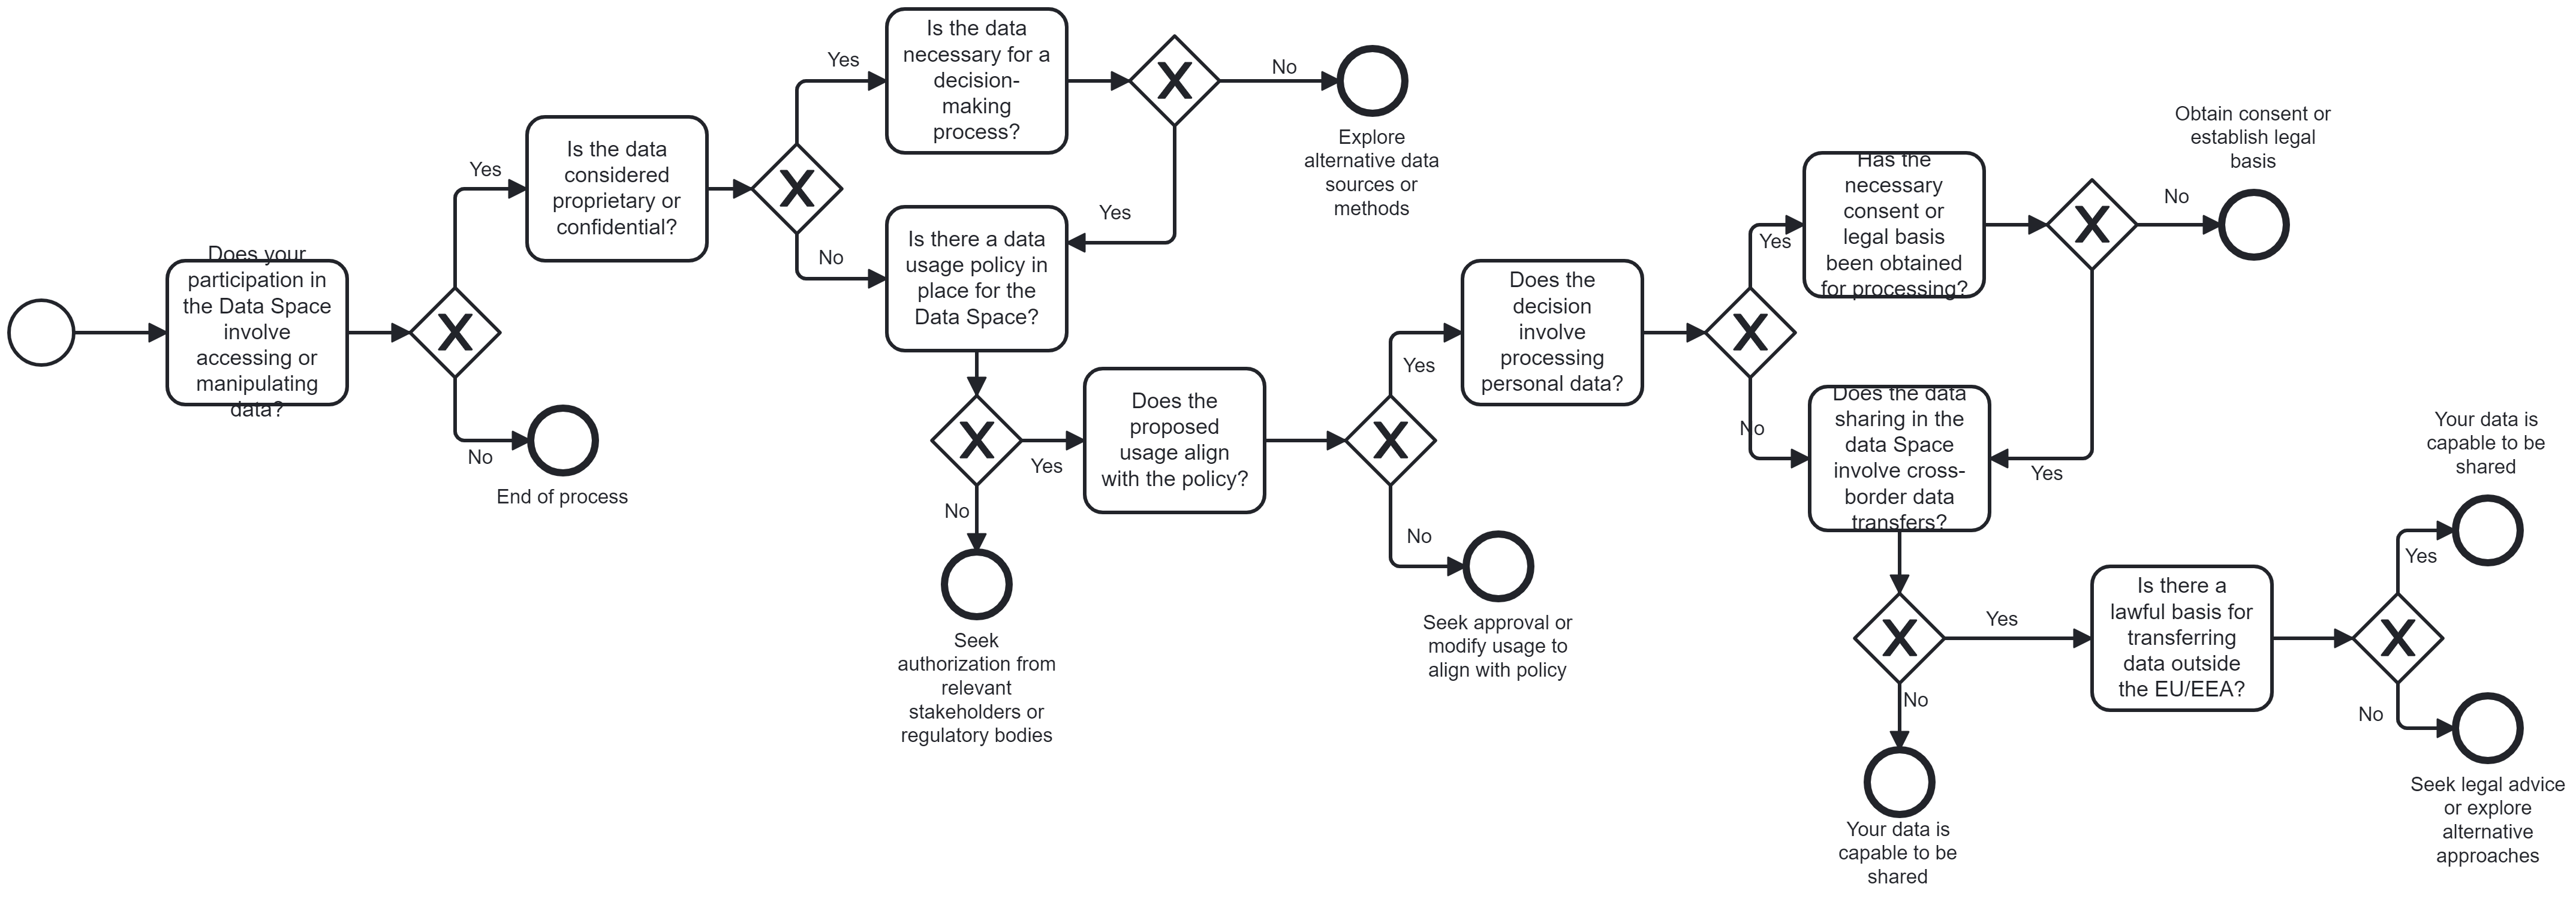 Does your
participation in
the Data Space
involve
accessing or
manipulating
data?
Yes
No
End of process
Is the data
considered
proprietary or
confidential?
Yes
No
Is the data
necessary for a
decision-
making
process?
No
Explore
alternative data
sources or
methods
Yes
Is there a data
usage policy in
place for the
Data Space?
Yes
No
Seek
authorization from
relevant
stakeholders or
regulatory bodies
Does the
proposed
usage align
with the policy?
Yes
No
Seek approval or
modify usage to
align with policy
Does the
decision
involve
processing
personal data?
Yes
No
Has the
necessary
consent or
legal basis
been obtained
for processing?
No
Obtain consent or
establish legal
basis
Yes
Does the data
sharing in the
data Space
involve cross-
border data
transfers?
Yes
No
Your data is
capable to be
shared
Is there a
lawful basis for
transferring
data outside
the EU/EEA?
Yes
Your data is
capable to be
shared
No
Seek legal advice
or explore
alternative
approaches